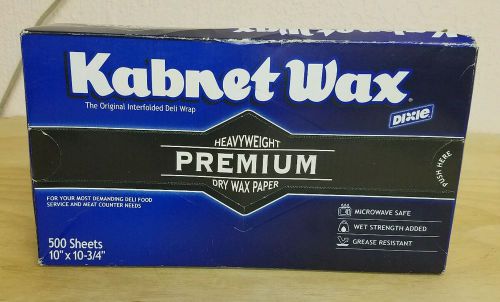 Kabnet Wax
Kabnet Wax
The Original Interfolded Deli Wrap
DIXIE
HEAVYWEIGHT
PREMIUM
DRY WAX PAPER
PUSH HERE
FOR YOUR MOST DEMANDING DELI FOOD
SERVICE AND MEAT COUNTER NEEDS
MICROWAVE SAFE
WET STRENGTH ADDED
GREASE RESISTANT
500 Sheets
10" x 10-3/4"